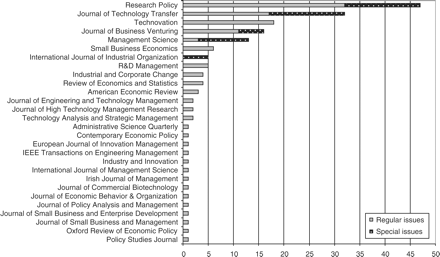 Research Policy
Journal of Technology Transfer
Technovation
Journal of Business Venturing
Management Science
Small Business Economics
International Journal of Industrial Organization
R&D Management
Industrial and Corporate Change
Review of Economics and Statistics
American Economic Review
Journal of Engineering and Technology Management
Journal of High Technology Management Research
Technology Analysis and Strategic Management
Administrative Science Quarterly
Contemporary Economic Policy
European Journal of Innovation Management
IEEE Transactions on Engineering Management
Industry and Innovation
International Journal of Management Science
Irish Journal of Management
Journal of Commercial Biotechnology
Journal of Economic Behavior & Organization
Journal of Policy Analysis and Management
Journal of Small Business and Enterprise Development
Journal of Small Business and Management
Oxford Review of Economic Policy
Policy Studies Journal
Regular issues
Special issues
0 5 10 15 20 25 30 35 40 45 50